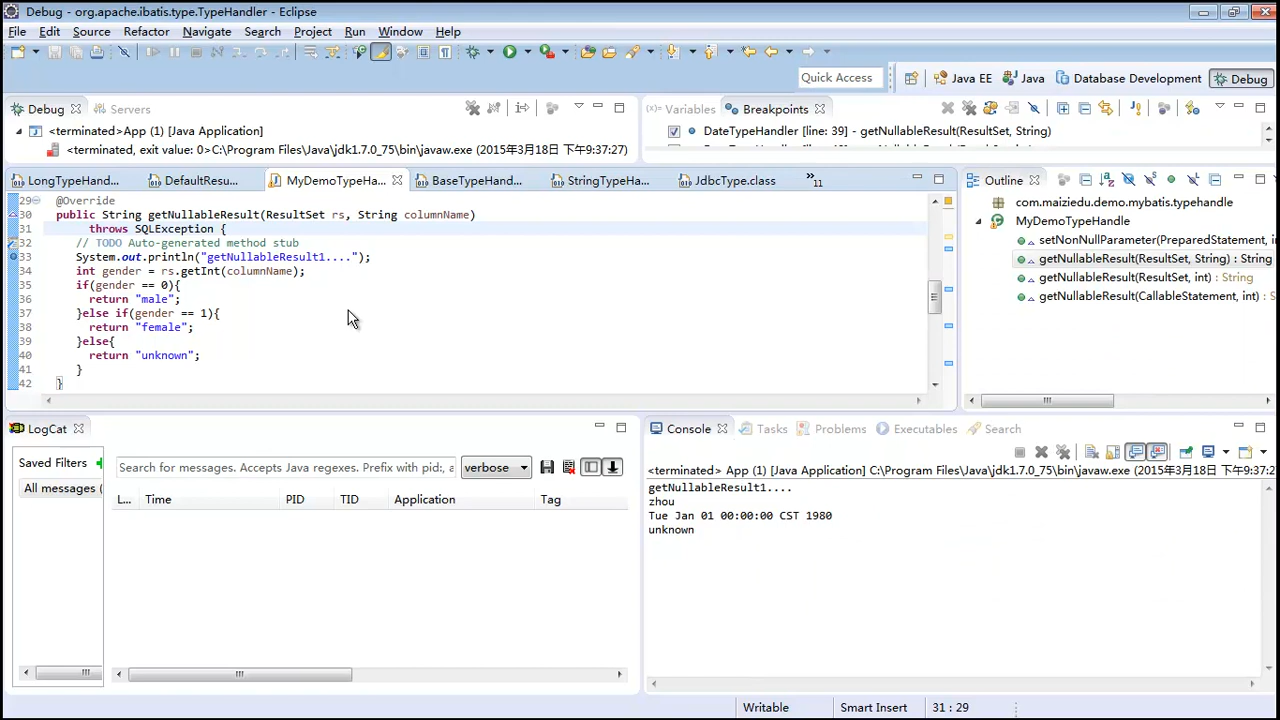 Debug - org.apache.ibatis.type.TypeHandler - Eclipse
File Edit Source Refactor Navigate Search Project Run Window Help
Quick Access Java EE Java Database Development Debug
Debug Servers
(x)= Variables Breakpoints
<terminated>App (1) [Java Application]
<terminated, exit value: 0>C:\Program Files\Java\jdk1.7.0_75\bin\javaw.exe (2015年3月18日 下午9:37:27)
DateTypeHandler [line: 39] - getNullableResult(ResultSet, String)
LongTypeHand... DefaultResu... MyDemoTypeHa... BaseTypeHand... StringTypeHa... JdbcType.class »11
29 @Override
30 public String getNullableResult(ResultSet rs, String columnName)
31 throws SQLException {
32 // TODO Auto-generated method stub
33 System.out.println("getNullableResult1....");
34 int gender = rs.getInt(columnName);
35 if(gender == 0){
36 return "male";
37 }else if(gender == 1){
38 return "female";
39 }else{
40 return "unknown";
41 }
42 }
Outline
com.maiziedu.demo.mybatis.typehandle
MyDemoTypeHandle
setNonNullParameter(PreparedStatement,
getNullableResult(ResultSet, String) : String
getNullableResult(ResultSet, int) : String
getNullableResult(CallableStatement, int) : S
LogCat
Saved Filters
All messages (
Search for messages. Accepts Java regexes. Prefix with pid:, a verbose
L... Time PID TID Application Tag
Console Tasks Problems Executables Search
<terminated> App (1) [Java Application] C:\Program Files\Java\jdk1.7.0_75\bin\javaw.exe (2015年3月18日 下午9:37:2
getNullableResult1....
zhou
Tue Jan 01 00:00:00 CST 1980
unknown
Writable Smart Insert 31 : 29